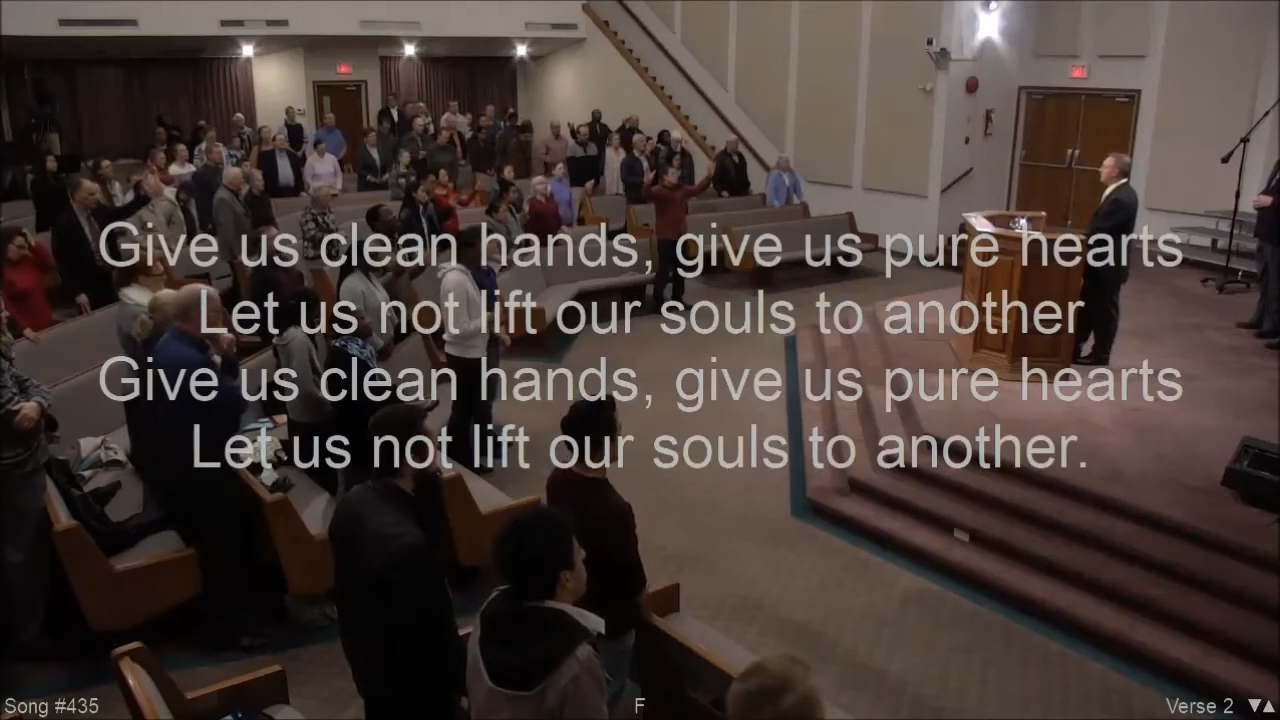 Give us clean hands, give us pure hearts
Let us not lift our souls to another
Give us clean hands, give us pure hearts
Let us not lift our souls to another.
Song #435
F
Verse 2 ▼▲